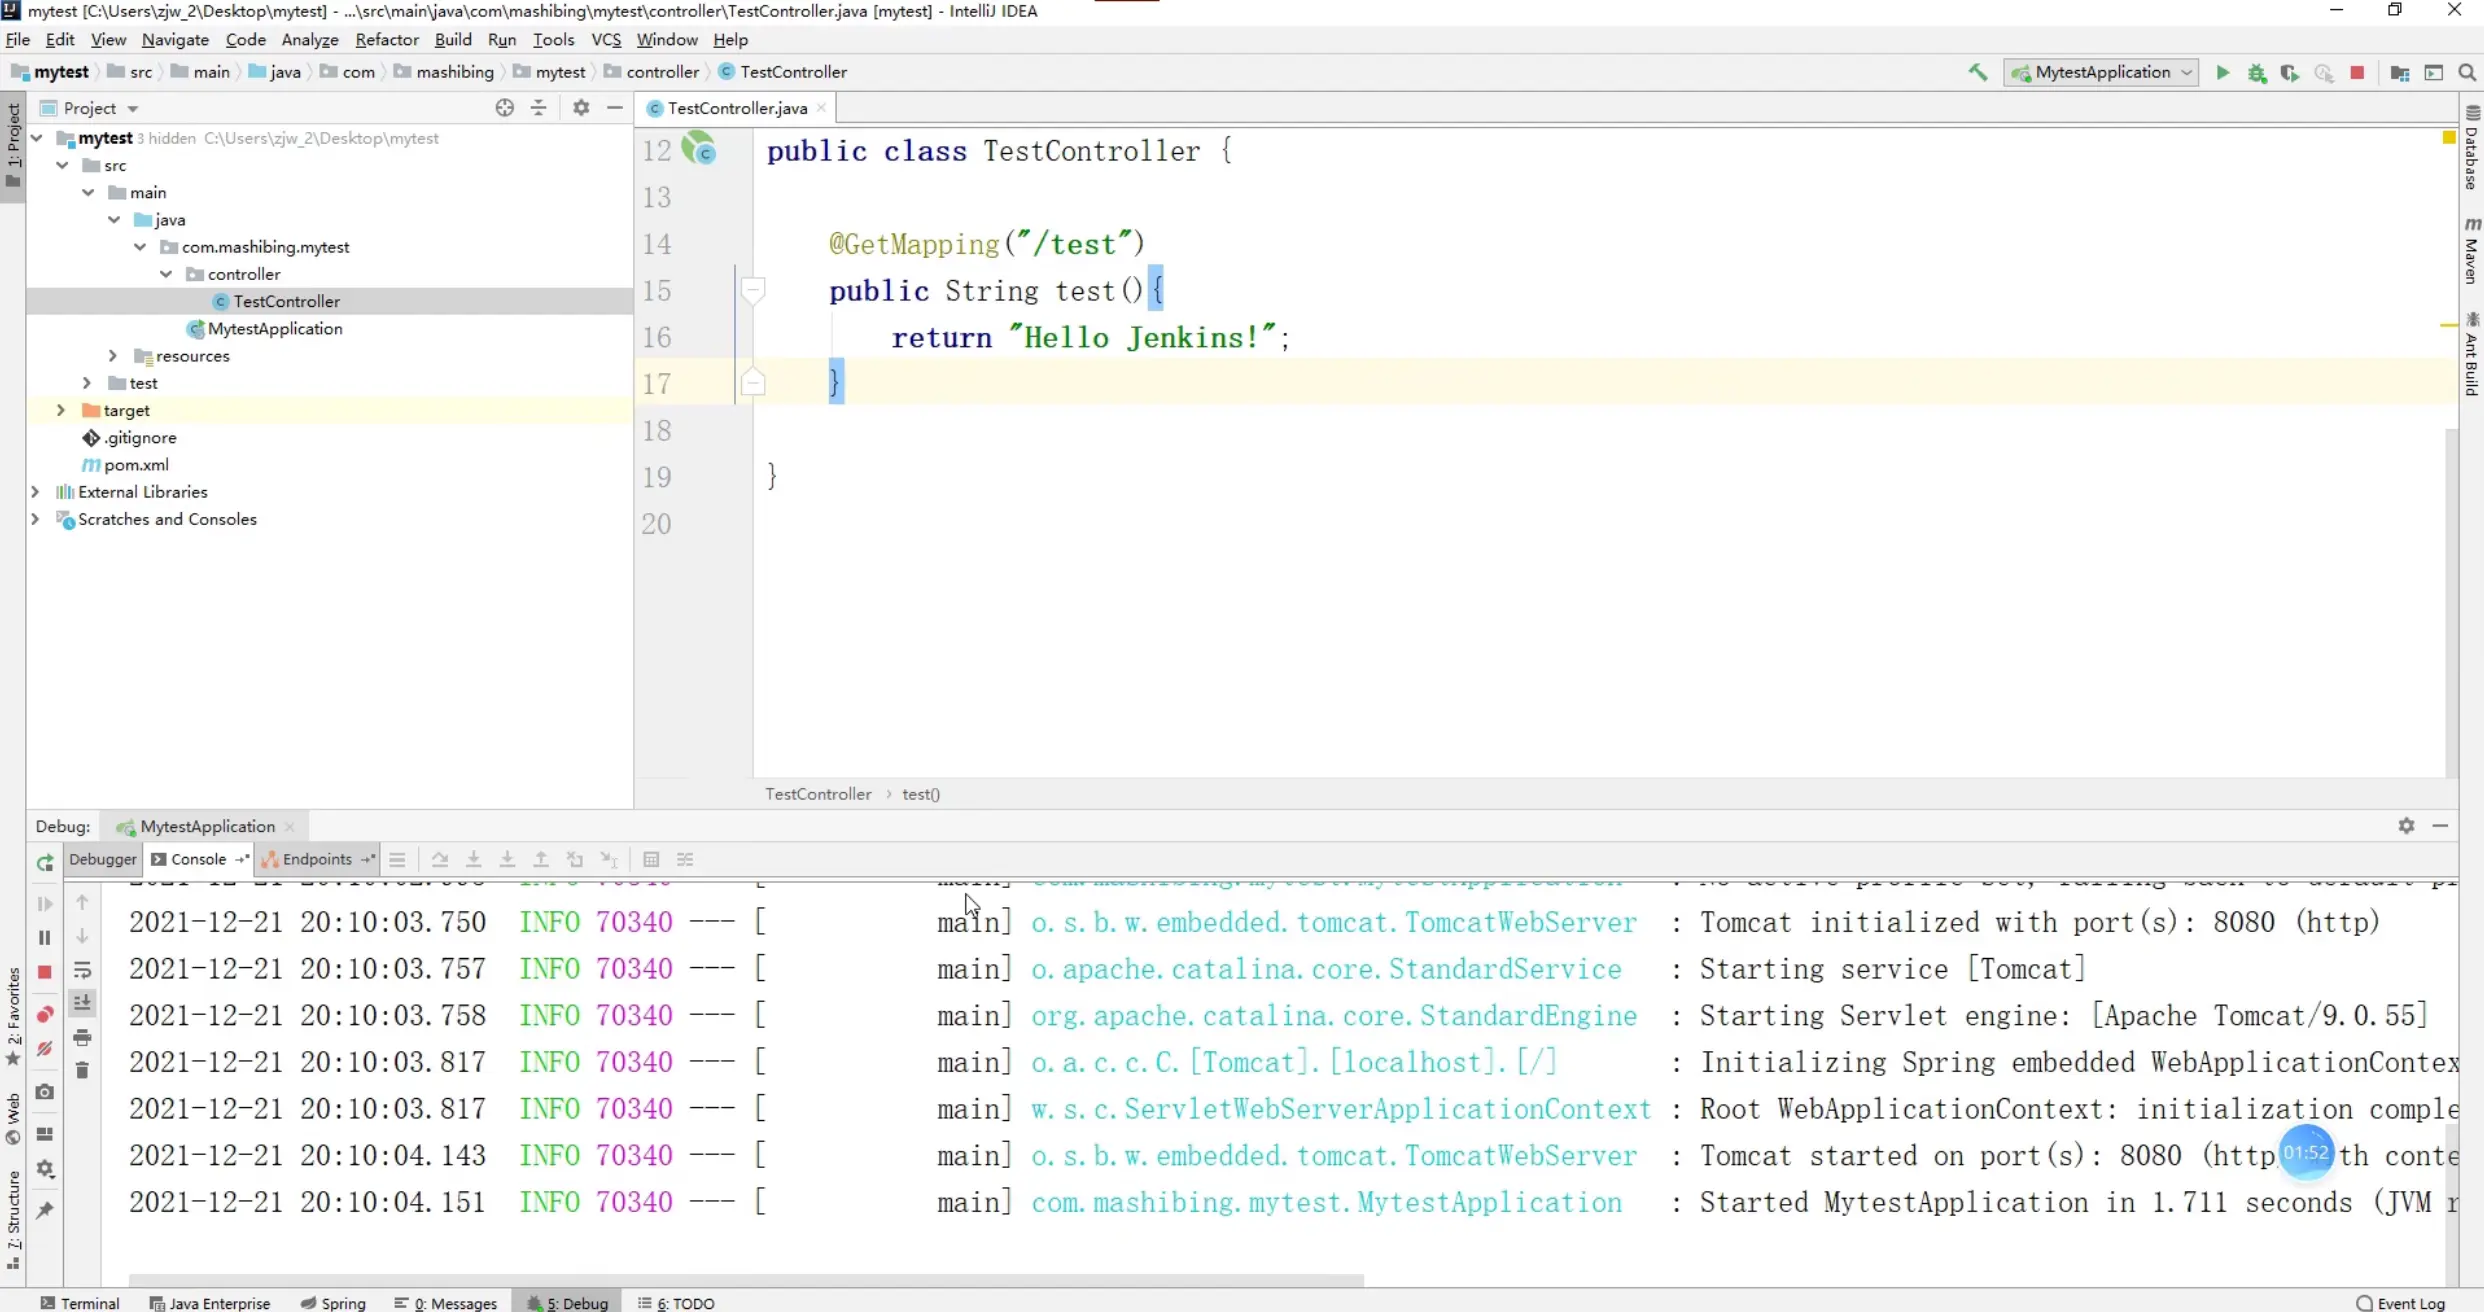 mytest [C:\Users\zjw_2\Desktop\mytest] - ...\src\main\java\com\mashibing\mytest\controller\TestController.java [mytest] - IntelliJ IDEA
File Edit View Navigate Code Analyze Refactor Build Run Tools VCS Window Help
mytest src main java com mashibing mytest controller TestController
MytestApplication
1: Project
Project
mytest 3 hidden C:\Users\zjw_2\Desktop\mytest
src
main
java
com.mashibing.mytest
controller
TestController
MytestApplication
resources
test
target
.gitignore
pom.xml
External Libraries
Scratches and Consoles
TestController.java
12 public class TestController {
13
14 @GetMapping("/test")
15 public String test(){
16 return "Hello Jenkins!";
17 }
18
19 }
20
TestController › test()
Database
Maven
Ant Build
Debug: MytestApplication
Debugger Console Endpoints
2021-12-21 20:10:03.750 INFO 70340 --- [ main] o.s.b.w.embedded.tomcat.TomcatWebServer : Tomcat initialized with port(s): 8080 (http)
2021-12-21 20:10:03.757 INFO 70340 --- [ main] o.apache.catalina.core.StandardService : Starting service [Tomcat]
2021-12-21 20:10:03.758 INFO 70340 --- [ main] org.apache.catalina.core.StandardEngine : Starting Servlet engine: [Apache Tomcat/9.0.55]
2021-12-21 20:10:03.817 INFO 70340 --- [ main] o.a.c.c.C.[Tomcat].[localhost].[/] : Initializing Spring embedded WebApplicationContex
2021-12-21 20:10:03.817 INFO 70340 --- [ main] w.s.c.ServletWebServerApplicationContext : Root WebApplicationContext: initialization comple
2021-12-21 20:10:04.143 INFO 70340 --- [ main] o.s.b.w.embedded.tomcat.TomcatWebServer : Tomcat started on port(s): 8080 (http th conte
01:52
2021-12-21 20:10:04.151 INFO 70340 --- [ main] com.mashibing.mytest.MytestApplication : Started MytestApplication in 1.711 seconds (JVM r
2: Favorites
Web
7: Structure
Terminal Java Enterprise Spring 0: Messages 5: Debug 6: TODO Event Log